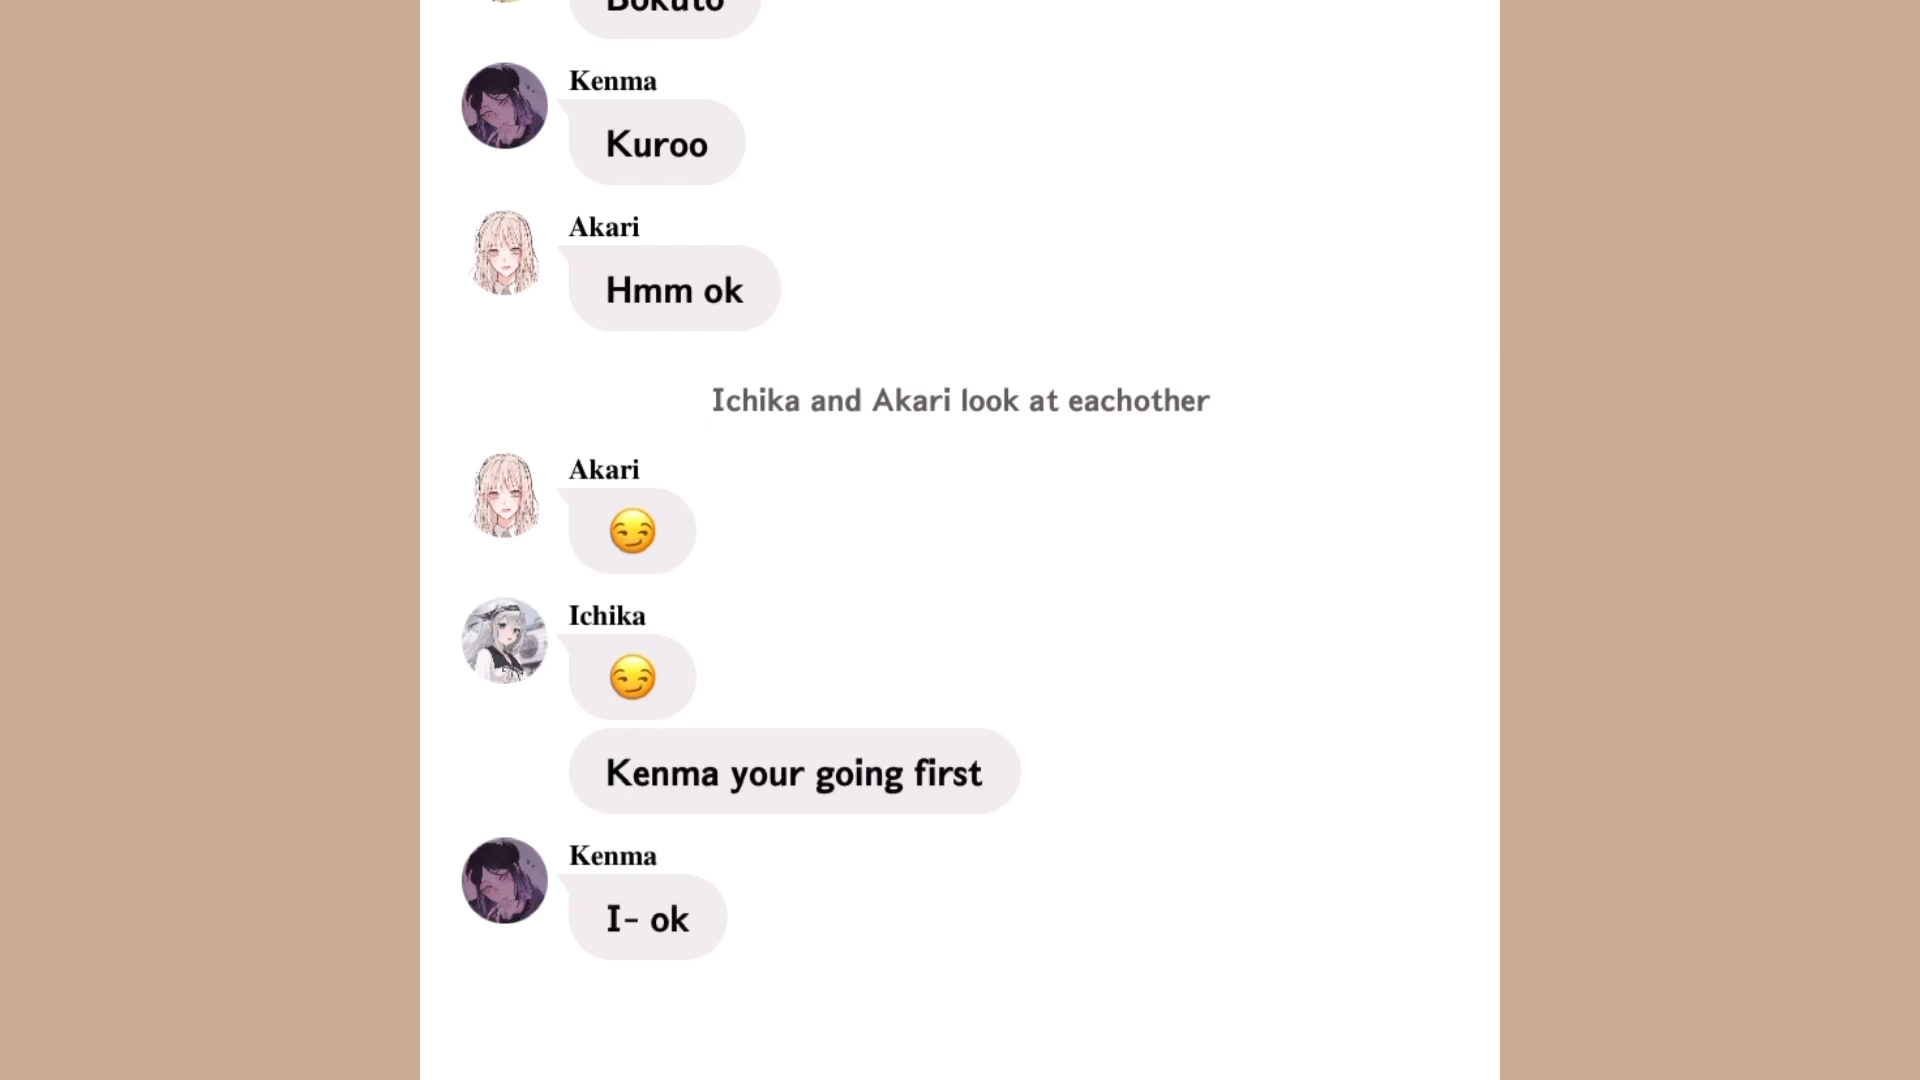 Bokuto
Kenma
Kuroo
Akari
Hmm ok
Ichika and Akari look at eachother
Akari
😏
Ichika
😏
Kenma your going first
Kenma
I- ok